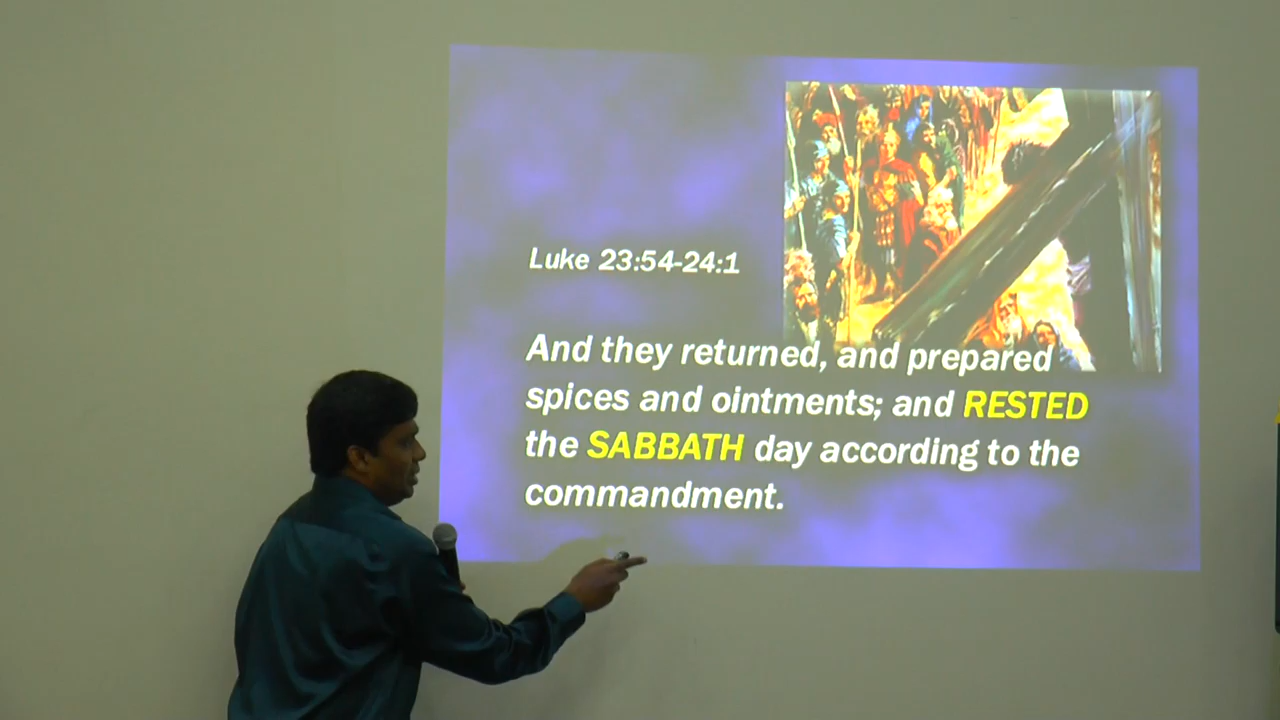 Luke 23:54-24:1
And they returned, and prepared
spices and ointments; and RESTED
the SABBATH day according to the
commandment.